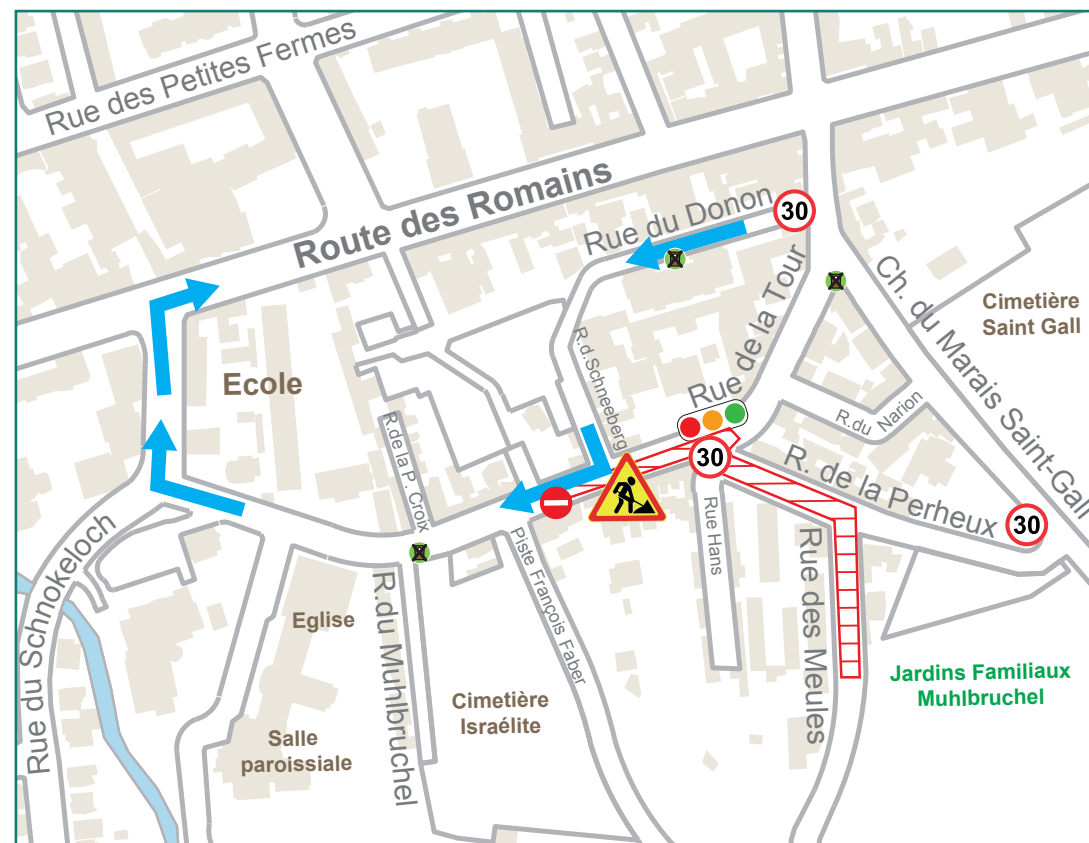 Rue des Petites Fermes
Route des Romains
Rue du Donon
30
Rue de la Tour
Ch. du Marais Saint-Gall
Cimetière
Saint Gall
Ecole
R.d.Schneeberg
R.du Narion
R.de la P. Croix
30
R. de la Perheux
30
Rue du Schnokeloch
Piste François Faber
Rue Hans
Rue des Meules
Eglise
R.du Muhlbruchel
Cimetière
Israélite
Jardins Familiaux
Muhlbruchel
Salle
paroissiale